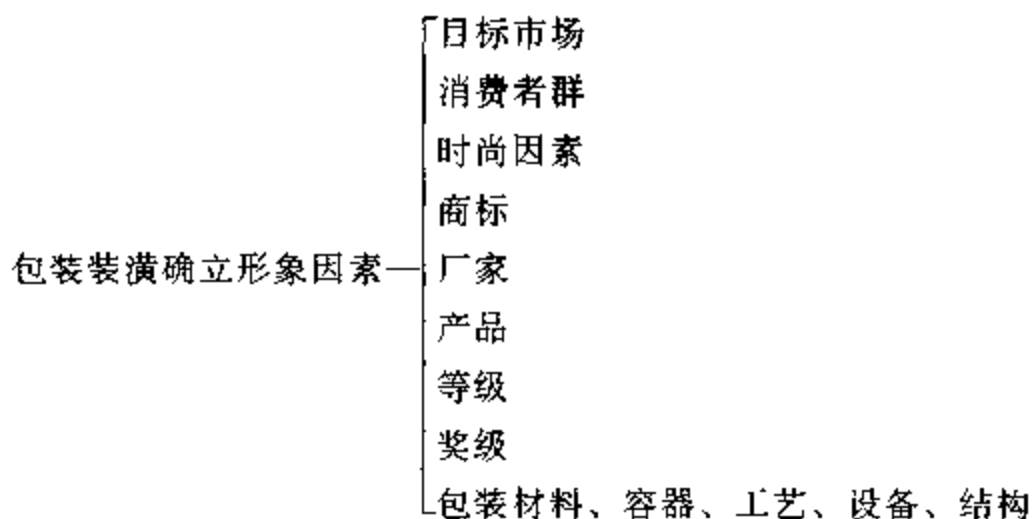 目标市场
消费者群
时尚因素
商标
包装装潢确立形象因素
厂家
产品
等级
奖级
包装材料、容器、工艺、设备、结构